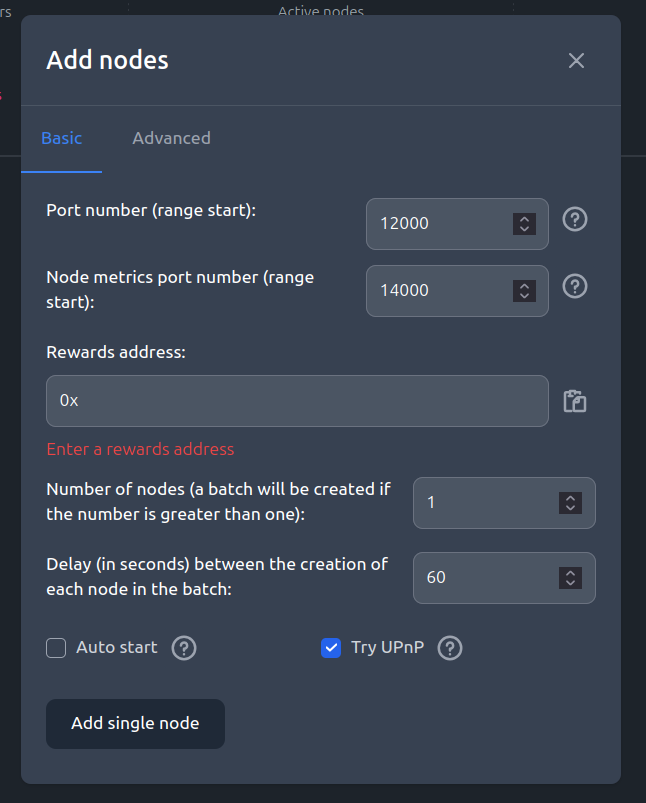 rs
Active nodes
Add nodes
s
Basic
Advanced
Port number (range start):
12000
Node metrics port number (range
start):
14000
Rewards address:
0x
Enter a rewards address
Number of nodes (a batch will be created if
the number is greater than one):
1
Delay (in seconds) between the creation of
each node in the batch:
60
Auto start
Try UPnP
Add single node